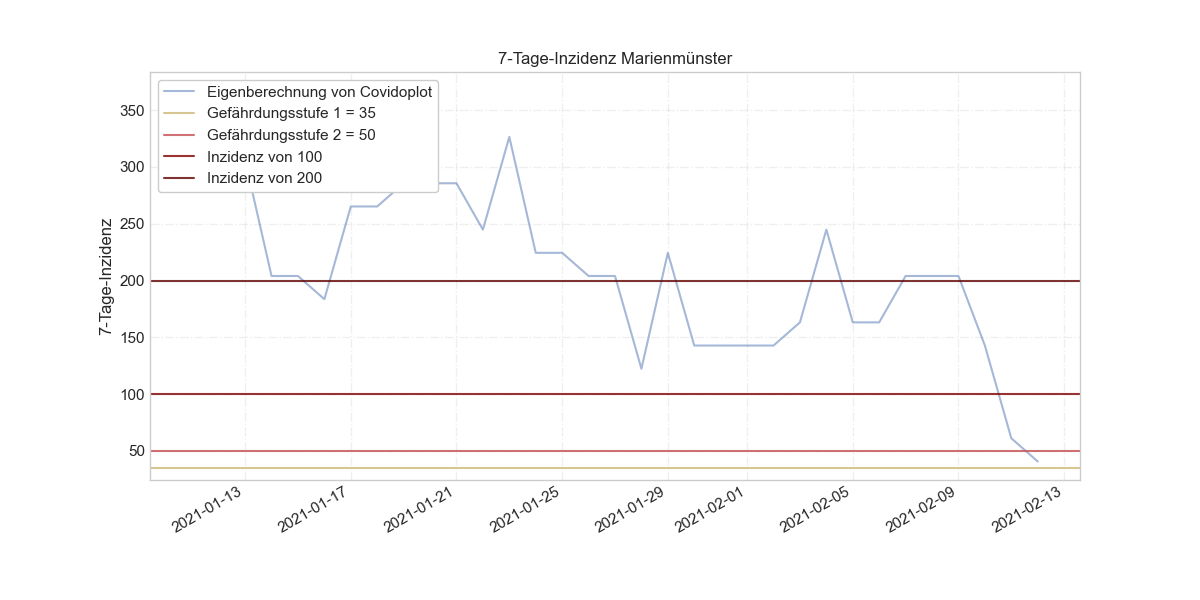 7-Tage-Inzidenz Marienmünster
Eigenberechnung von Covidoplot
Gefährdungsstufe 1 = 35
Gefährdungsstufe 2 = 50
Inzidenz von 100
Inzidenz von 200
7-Tage-Inzidenz
350
300
250
200
150
100
50
2021-01-13
2021-01-17
2021-01-21
2021-01-25
2021-01-29
2021-02-01
2021-02-05
2021-02-09
2021-02-13